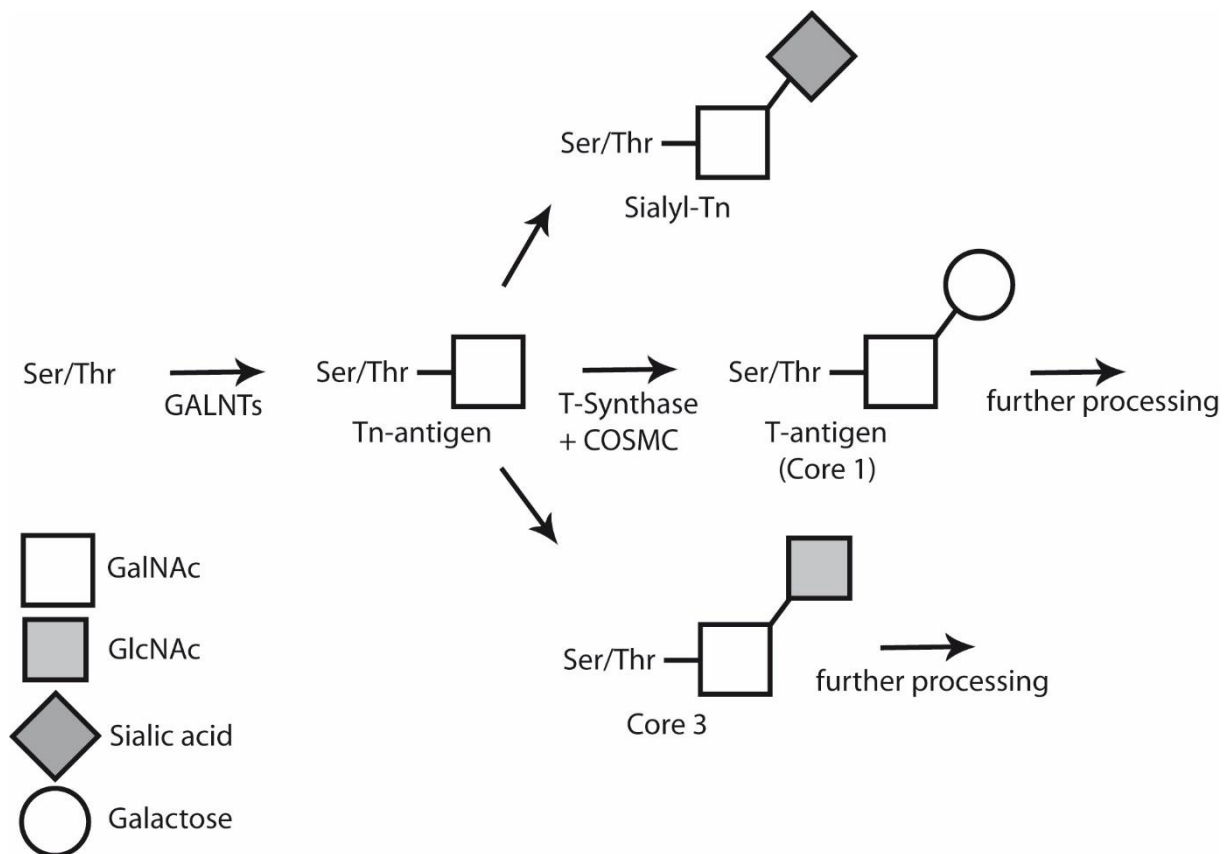 Ser/Thr
Sialyl-Tn
Ser/Thr
GALNTs
Ser/Thr
Tn-antigen
T-Synthase
+ COSMC
Ser/Thr
T-antigen
(Core 1)
further processing
Ser/Thr
Core 3
further processing
GalNAc
GlcNAc
Sialic acid
Galactose